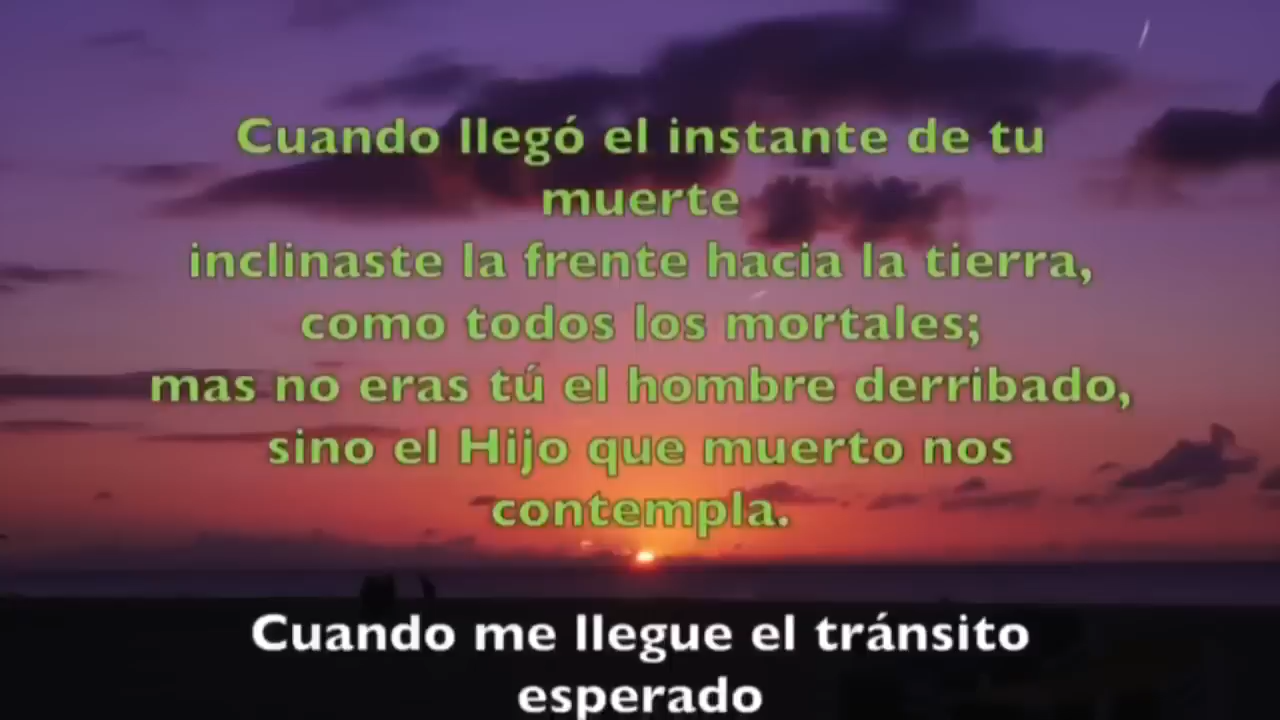 Cuando llegó el instante de tu
muerte
inclinaste la frente hacia la tierra,
como todos los mortales;
mas no eras tú el hombre derribado,
sino el Hijo que muerto nos
contempla.
Cuando me llegue el tránsito
esperado